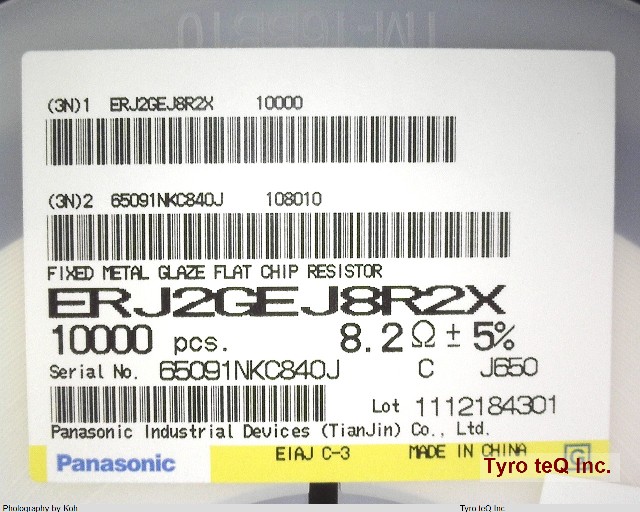 (3N)1 ERJ2GEJ8R2X 10000
(3N)2 65091NKC840J 108010
FIXED METAL GLAZE FLAT CHIP RESISTOR
ERJ2GEJ8R2X
10000 pcs. 8.2Ω ± 5%
Serial No. 65091NKC840J C J650
Lot 1112184301
Panasonic Industrial Devices (TianJin) Co., Ltd.
Panasonic EIAJ C-3 MADE IN CHINA G
Tyro teQ Inc.
Photography by Koh Tyro teQ Inc